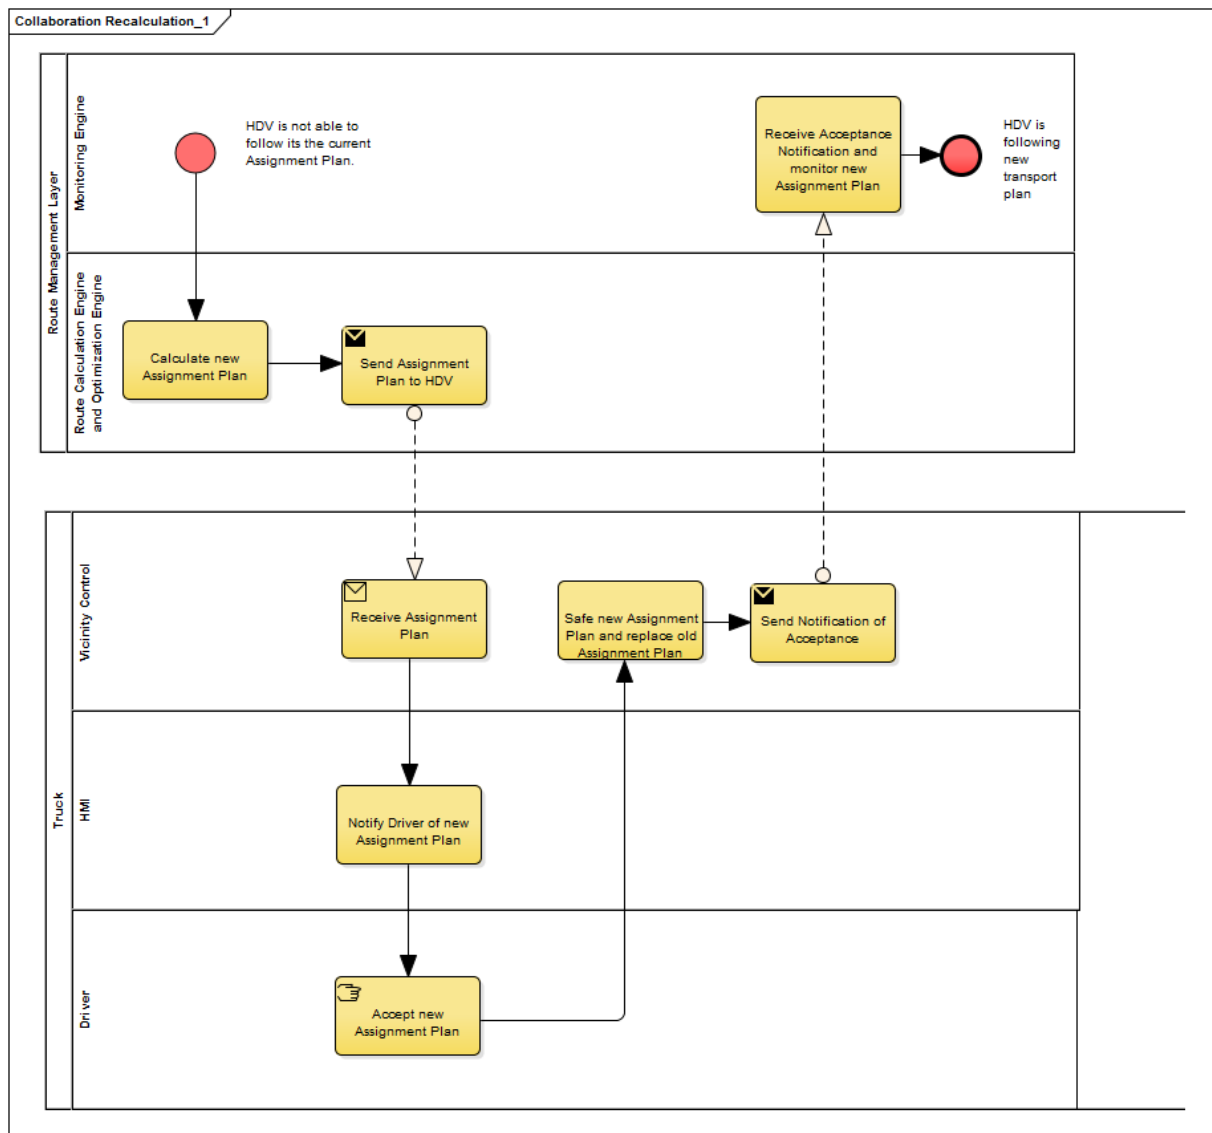 Collaboration Recalculation_1
Route Management Layer
Monitoring Engine
HDV is not able to
follow its the current
Assignment Plan.
Receive Acceptance
Notification and
monitor new
Assignment Plan
HDV is
following
new
transport
plan
Route Calculation Engine
and Optimization Engine
Calculate new
Assignment Plan
Send Assignment
Plan to HDV
Truck
Vicinity Control
Receive Assignment
Plan
Safe new Assignment
Plan and replace old
Assignment Plan
Send Notification of
Acceptance
HMI
Notify Driver of new
Assignment Plan
Driver
Accept new
Assignment Plan